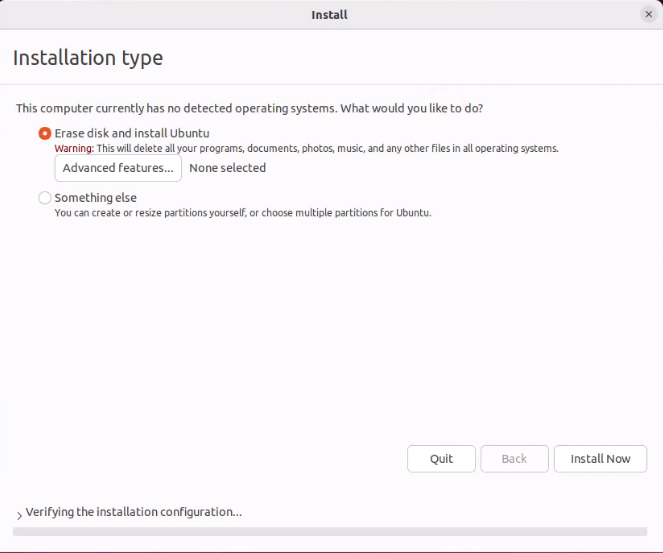 Install
Installation type
This computer currently has no detected operating systems. What would you like to do?
Erase disk and install Ubuntu
Warning: This will delete all your programs, documents, photos, music, and any other files in all operating systems.
Advanced features... None selected
Something else
You can create or resize partitions yourself, or choose multiple partitions for Ubuntu.
Quit Back Install Now
Verifying the installation configuration...